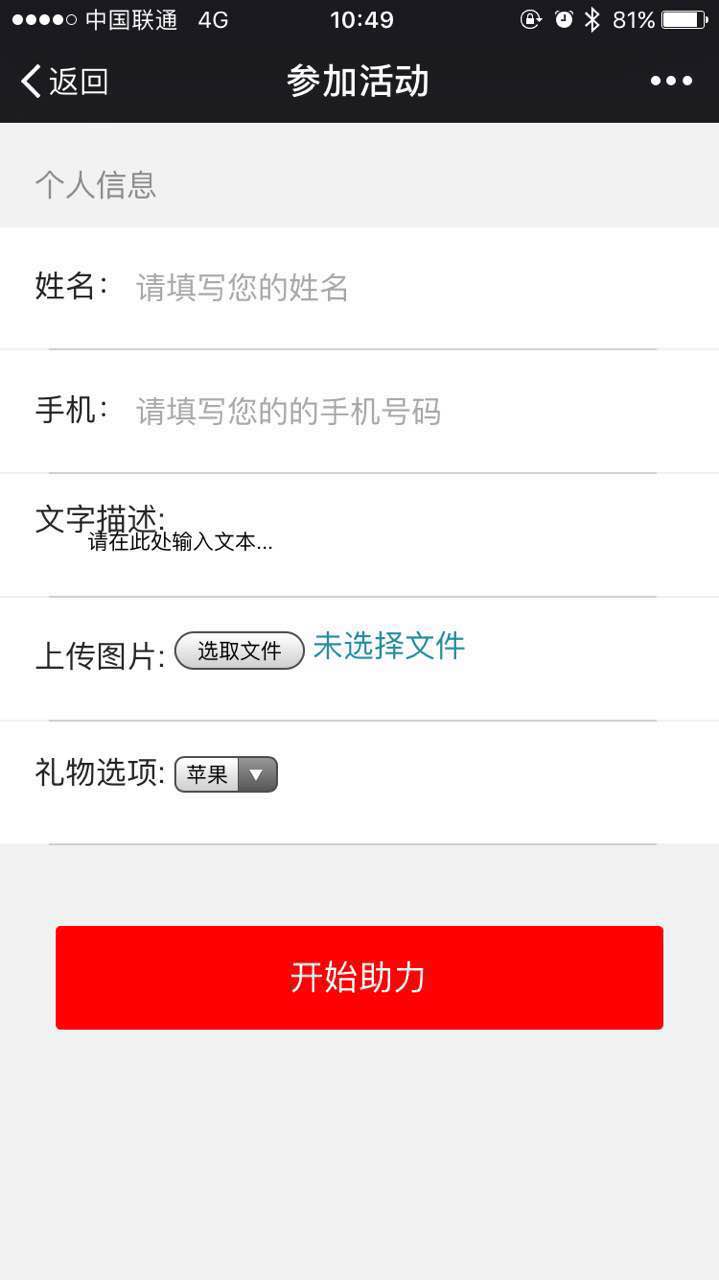 中国联通 4G 10:49 81%
返回 参加活动
个人信息
姓名： 请填写您的姓名
手机： 请填写您的的手机号码
文字描述:
请在此处输入文本...
上传图片: 选取文件 未选择文件
礼物选项: 苹果
开始助力